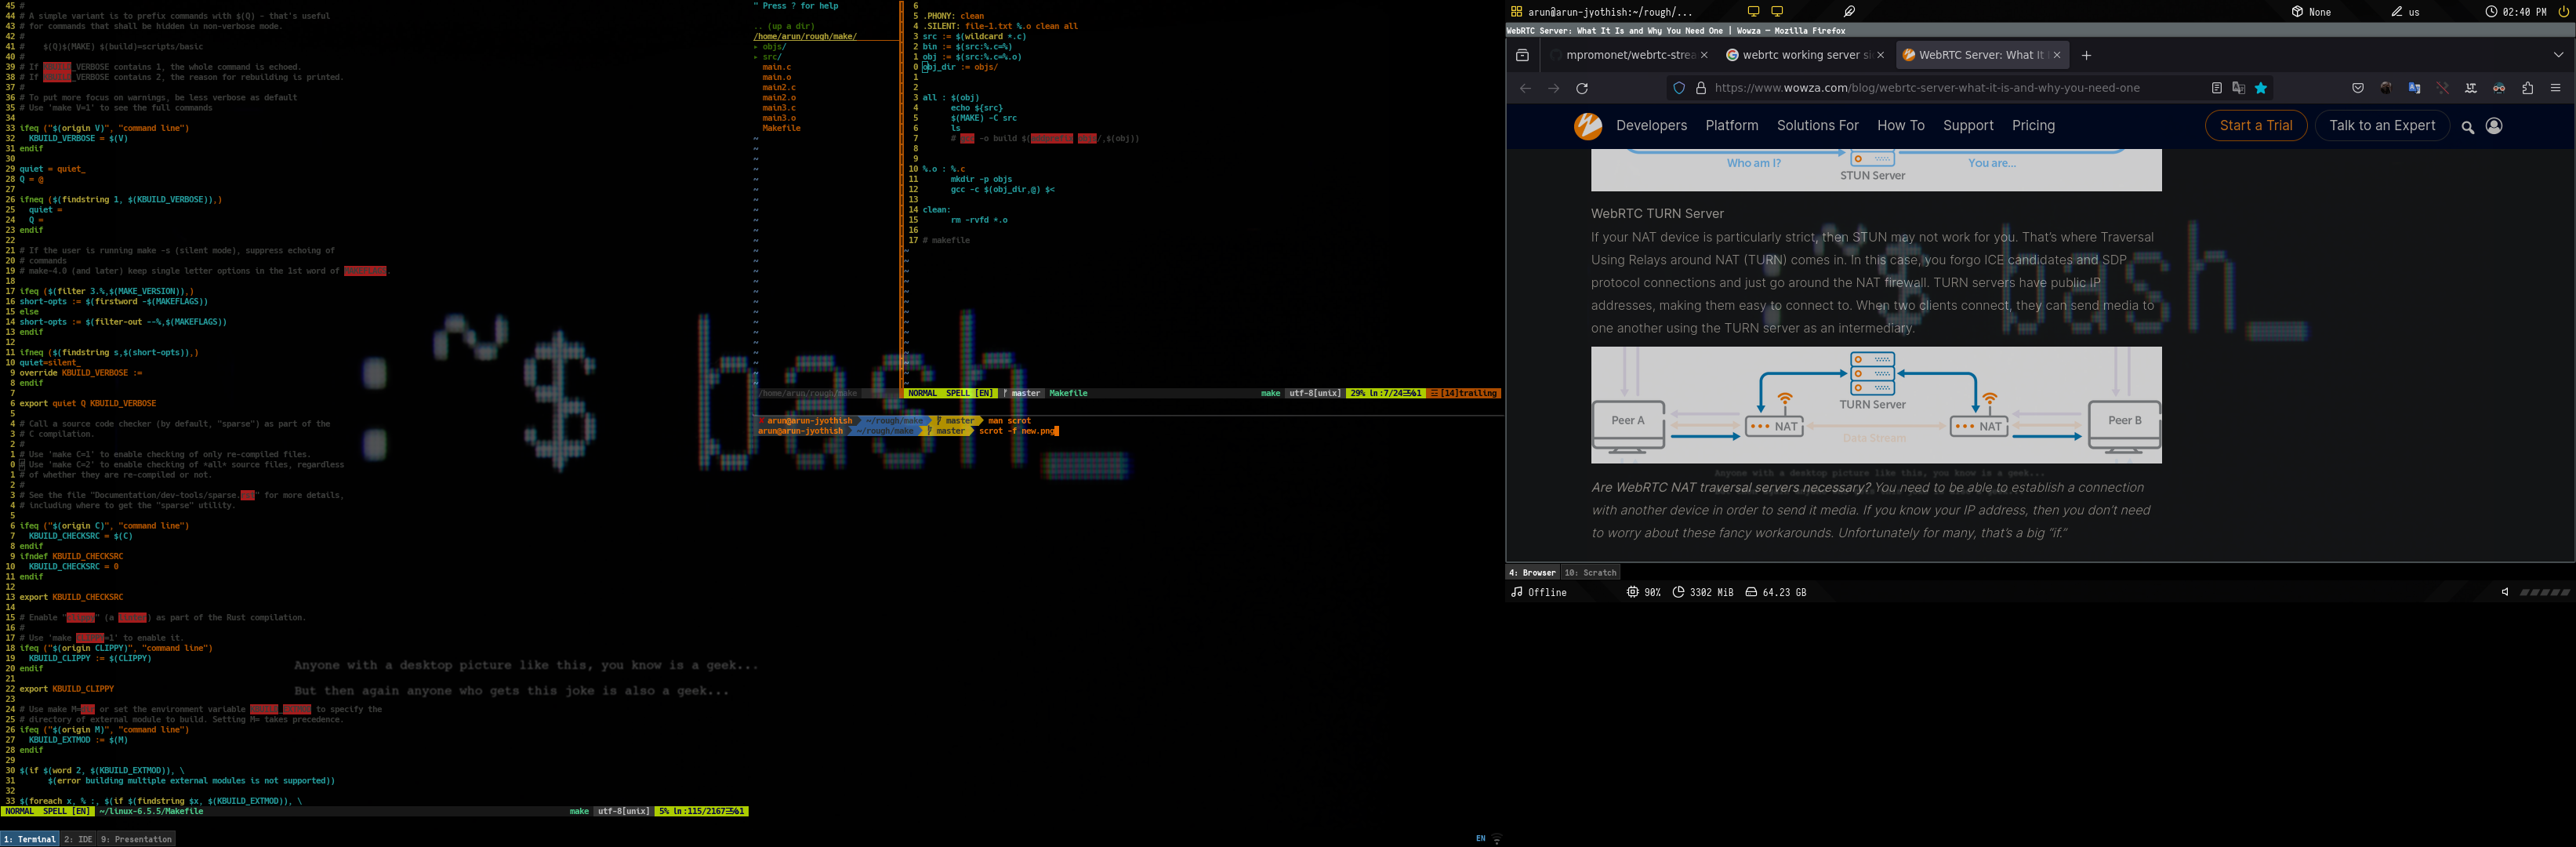 45 #
44 # A simple variant is to prefix commands with $(Q) - that's useful
43 # for commands that shall be hidden in non-verbose mode.
42 #
41 #    $(Q)$(MAKE) $(build)=scripts/basic
40 #
39 # If KBUILD_VERBOSE contains 1, the whole command is echoed.
38 # If KBUILD_VERBOSE contains 2, the reason for rebuilding is printed.
37 #
36 # To put more focus on warnings, be less verbose as default
35 # Use 'make V=1' to see the full commands
34
33 ifeq ("$(origin V)", "command line")
32   KBUILD_VERBOSE = $(V)
31 endif
30
29 quiet = quiet_
28 Q = @
27
26 ifneq ($(findstring 1, $(KBUILD_VERBOSE)),)
25   quiet =
24   Q =
23 endif
22
21 # If the user is running make -s (silent mode), suppress echoing of
20 # commands
19 # make-4.0 (and later) keep single letter options in the 1st word of
18
17 ifeq ($(filter 3.%,$(MAKE_VERSION)),)
16 short-opts := $(firstword -$(MAKEFLAGS))
15 else
14 short-opts := $(filter-out --%,$(MAKEFLAGS))
13 endif
12
11 ifneq ($(findstring s,$(short-opts)),)
10 quiet=silent_
9 override KBUILD_VERBOSE :=
8 endif
7
6 export quiet Q KBUILD_VERBOSE
5
4 # Call a source code checker (by default, "sparse") as part of the
3 # C compilation.
2 #
1 # Use 'make C=1' to enable checking of only re-compiled files.
0 # Use 'make C=2' to enable checking of *all* source files, regardless
1 # of whether they are re-compiled or not.
2 #
3 # See the file "Documentation/dev-tools/sparse.rst" for more details,
4 # including where to get the "sparse" utility.
5
6 ifeq ("$(origin C)", "command line")
7   KBUILD_CHECKSRC = $(C)
8 endif
9 ifndef KBUILD_CHECKSRC
10   KBUILD_CHECKSRC = 0
11 endif
12
13 export KBUILD_CHECKSRC
14
15 # Enable "clippy" (a linter) as part of the Rust compilation.
16 #
17 # Use 'make CLIPPY=1' to enable it.
18 ifeq ("$(origin CLIPPY)", "command line")
19   KBUILD_CLIPPY := $(CLIPPY)
20 endif
21
22 export KBUILD_CLIPPY
23
24 # Use make M=dir or set the environment variable KBUILD_EXTMOD to specify the
25 # directory of external module to build. Setting M= takes precedence.
26 ifeq ("$(origin M)", "command line")
27   KBUILD_EXTMOD := $(M)
28 endif
29
30 $(if $(word 2, $(KBUILD_EXTMOD)), \
31       $(error building multiple external modules is not supported))
32
33 $(foreach x, % :, $(if $(findstring $x, $(KBUILD_EXTMOD)), \
NORMAL SPELL [EN] ~/linux-6.5.5/Makefile make utf-8[unix] 5% ln:115/2167
1: Terminal 2: IDE 9: Presentation
EN
:~$ bash_
Anyone with a desktop picture like this, you know is a geek...
But then again anyone who gets this joke is also a geek...
" Press ? for help
.. (up a dir)
/home/arun/rough/make/
▸ objs/
▸ src/
main.c
main.o
main2.c
main2.o
main3.c
main3.o
Makefile
/home/arun/rough/make
6
5 .PHONY: clean
4 .SILENT: file-1.txt %.o clean all
3 src := $(wildcard *.c)
2 bin := $(src:%.c=%)
1 obj := $(src:%.c=%.o)
0 obj_dir := objs/
1
2
3 all : $(obj)
4       echo ${src}
5       $(MAKE) -C src
6       ls
7       # gcc -o build $(addprefix objs/,$(obj))
8
9
10 %.o : %.c
11       mkdir -p objs
12       gcc -c $(obj_dir,@) $<
13
14 clean:
15       rm -rvfd *.o
16
17 # makefile
NORMAL SPELL [EN] master Makefile make utf-8[unix] 29% ln:7/24 [14]trailing
arun@arun-jyothish ~/rough/make master man scrot
arun@arun-jyothish ~/rough/make master scrot -f new.png
arun@arun-jyothish:~/rough/... None us 02:40 PM
WebRTC Server: What It Is and Why You Need One | Wowza — Mozilla Firefox
mpromonet/webrtc-strea webrtc working server si WebRTC Server: What It
https://www.wowza.com/blog/webrtc-server-what-it-is-and-why-you-need-one
Developers Platform Solutions For How To Support Pricing Start a Trial Talk to an Expert
Who am I? You are...
STUN Server
WebRTC TURN Server
If your NAT device is particularly strict, then STUN may not work for you. That's where Traversal
Using Relays around NAT (TURN) comes in. In this case, you forgo ICE candidates and SDP
protocol connections and just go around the NAT firewall. TURN servers have public IP
addresses, making them easy to connect to. When two clients connect, they can send media to
one another using the TURN server as an intermediary.
TURN Server
Peer A NAT NAT Peer B
Data Stream
Anyone with a desktop picture like this, you know is a geek...
Are WebRTC NAT traversal servers necessary? You need to be able to establish a connection
with another device in order to send it media. If you know your IP address, then you don't need
to worry about these fancy workarounds. Unfortunately for many, that's a big "if."
:~$ bash_
4: Browser 10: Scratch
Offline 90% 3302 MiB 64.23 GB